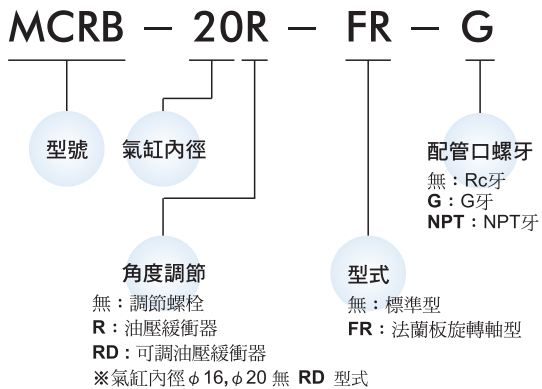 MCRB － 20R － FR － G
型號
氣缸內徑
配管口螺牙
無：Rc牙
G：G牙
NPT：NPT牙
角度調節
無：調節螺栓
R：油壓緩衝器
RD：可調油壓緩衝器
※氣缸內徑φ16,φ20 無 RD 型式
型式
無：標準型
FR：法蘭板旋轉軸型